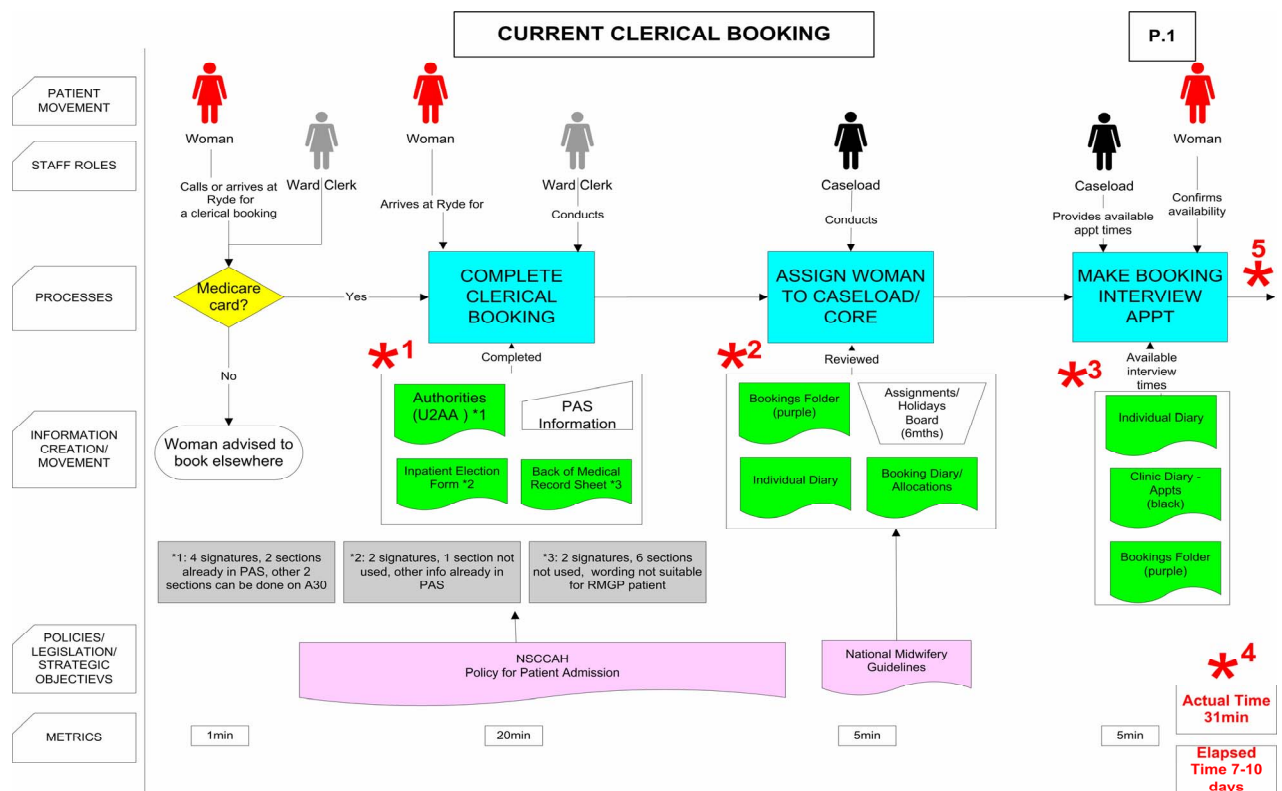 CURRENT CLERICAL BOOKING
P.1
PATIENT
MOVEMENT
Woman
Woman
Woman
STAFF ROLES
Ward Clerk
Ward Clerk
Caseload
Caseload
Calls or arrives at
Ryde for
a clerical booking
Arrives at Ryde for
Conducts
Conducts
Provides available
appt times
Confirms
availability
PROCESSES
Medicare
card?
Yes
COMPLETE
CLERICAL
BOOKING
ASSIGN WOMAN
TO CASELOAD/
CORE
MAKE BOOKING
INTERVIEW
APPT
*5
No
*1
Completed
*2
Reviewed
*3
Available
interview
times
INFORMATION
CREATION/
MOVEMENT
Woman advised to
book elsewhere
Authorities
(U2AA ) *1
PAS
Information
Inpatient Election
Form *2
Back of Medical
Record Sheet *3
Bookings Folder
(purple)
Assignments/
Holidays
Board
(6mths)
Individual Diary
Booking Diary/
Allocations
Individual Diary
Clinic Diary -
Appts
(black)
Bookings Folder
(purple)
*1: 4 signatures, 2 sections
already in PAS, other 2
sections can be done on A30
*2: 2 signatures, 1 section not
used, other info already in
PAS
*3: 2 signatures, 6 sections
not used, wording not suitable
for RMGP patient
POLICIES/
LEGISLATION/
STRATEGIC
OBJECTIEVS
NSCCAH
Policy for Patient Admission
National Midwifery
Guidelines
*4
Actual Time
31min
METRICS
1min
20min
5min
5min
Elapsed
Time 7-10
days